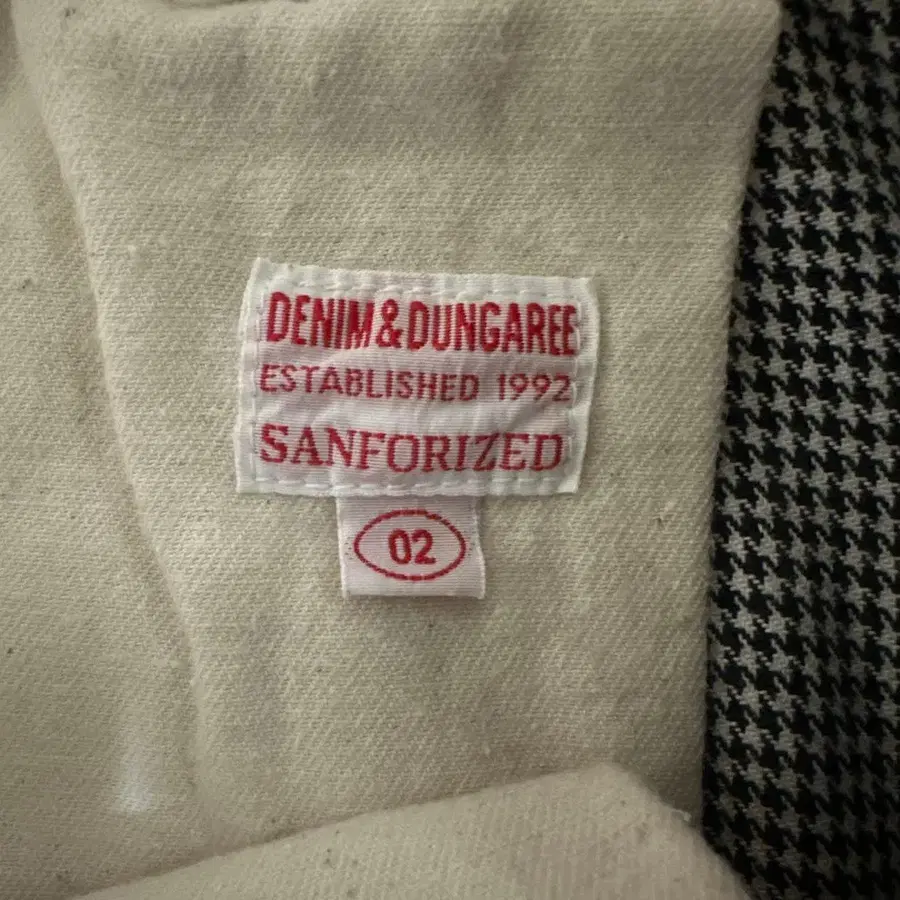 DENIM&DUNGAREE
ESTABLISHED 1992
SANFORIZED
02